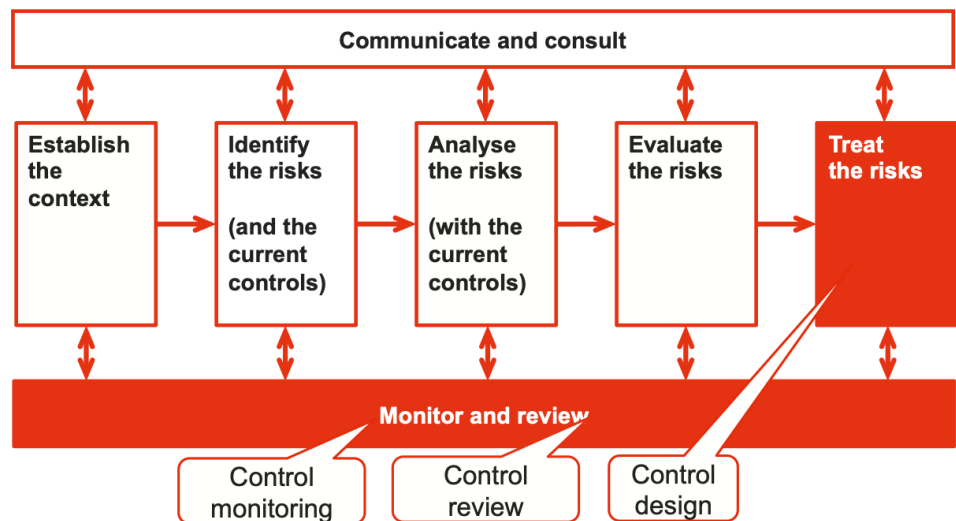 Communicate and consult
Establish
the
context
Identify
the risks
(and the
current
controls)
Analyse
the risks
(with the
current
controls)
Evaluate
the risks
Treat
the risks
Monitor and review
Control
monitoring
Control
review
Control
design